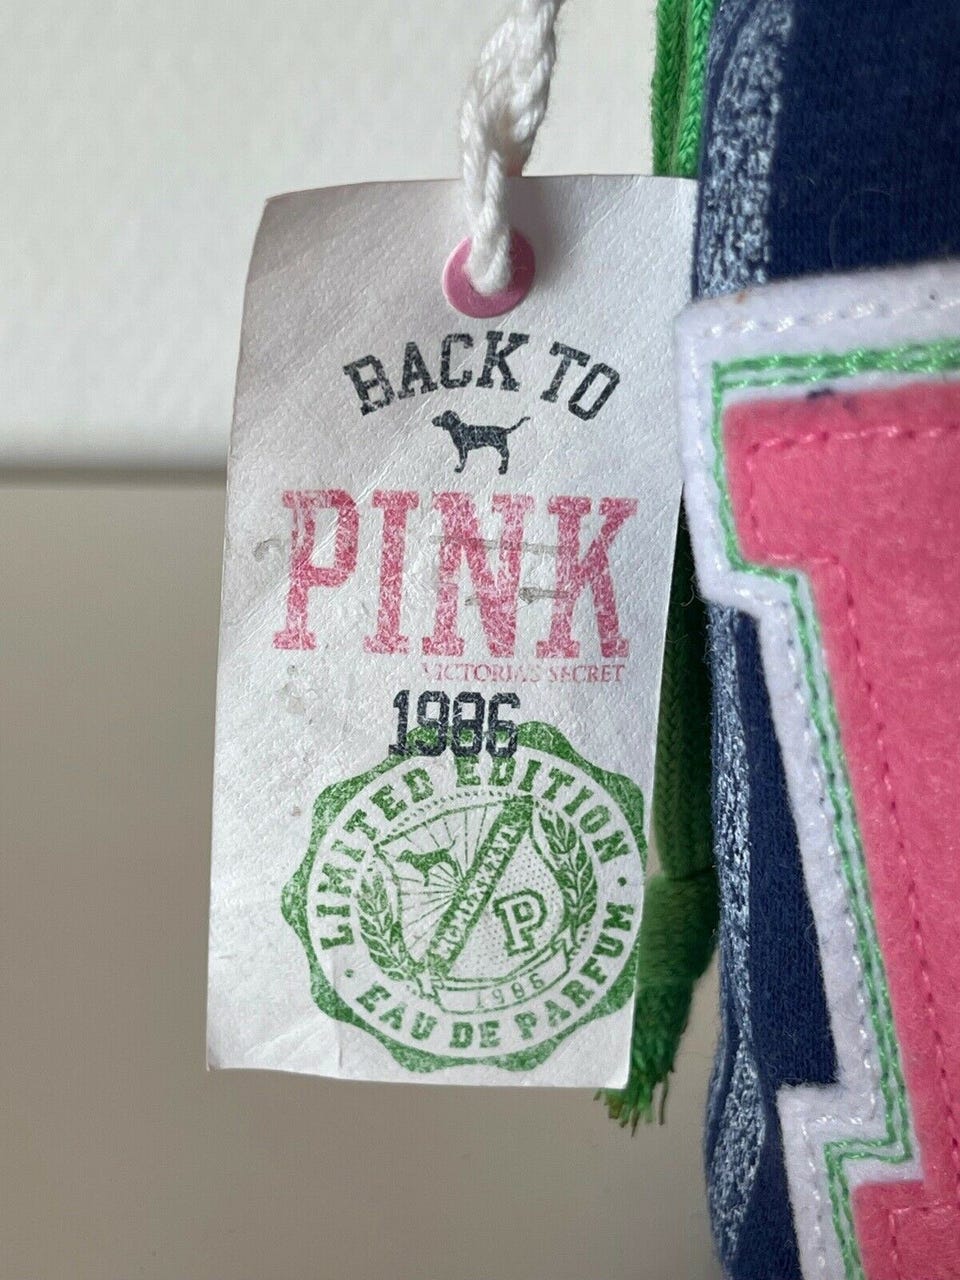 BACK TO
PINK
VICTORIA'S SECRET
1986
LIMITED EDITION
P
1986
EAU DE PARFUM